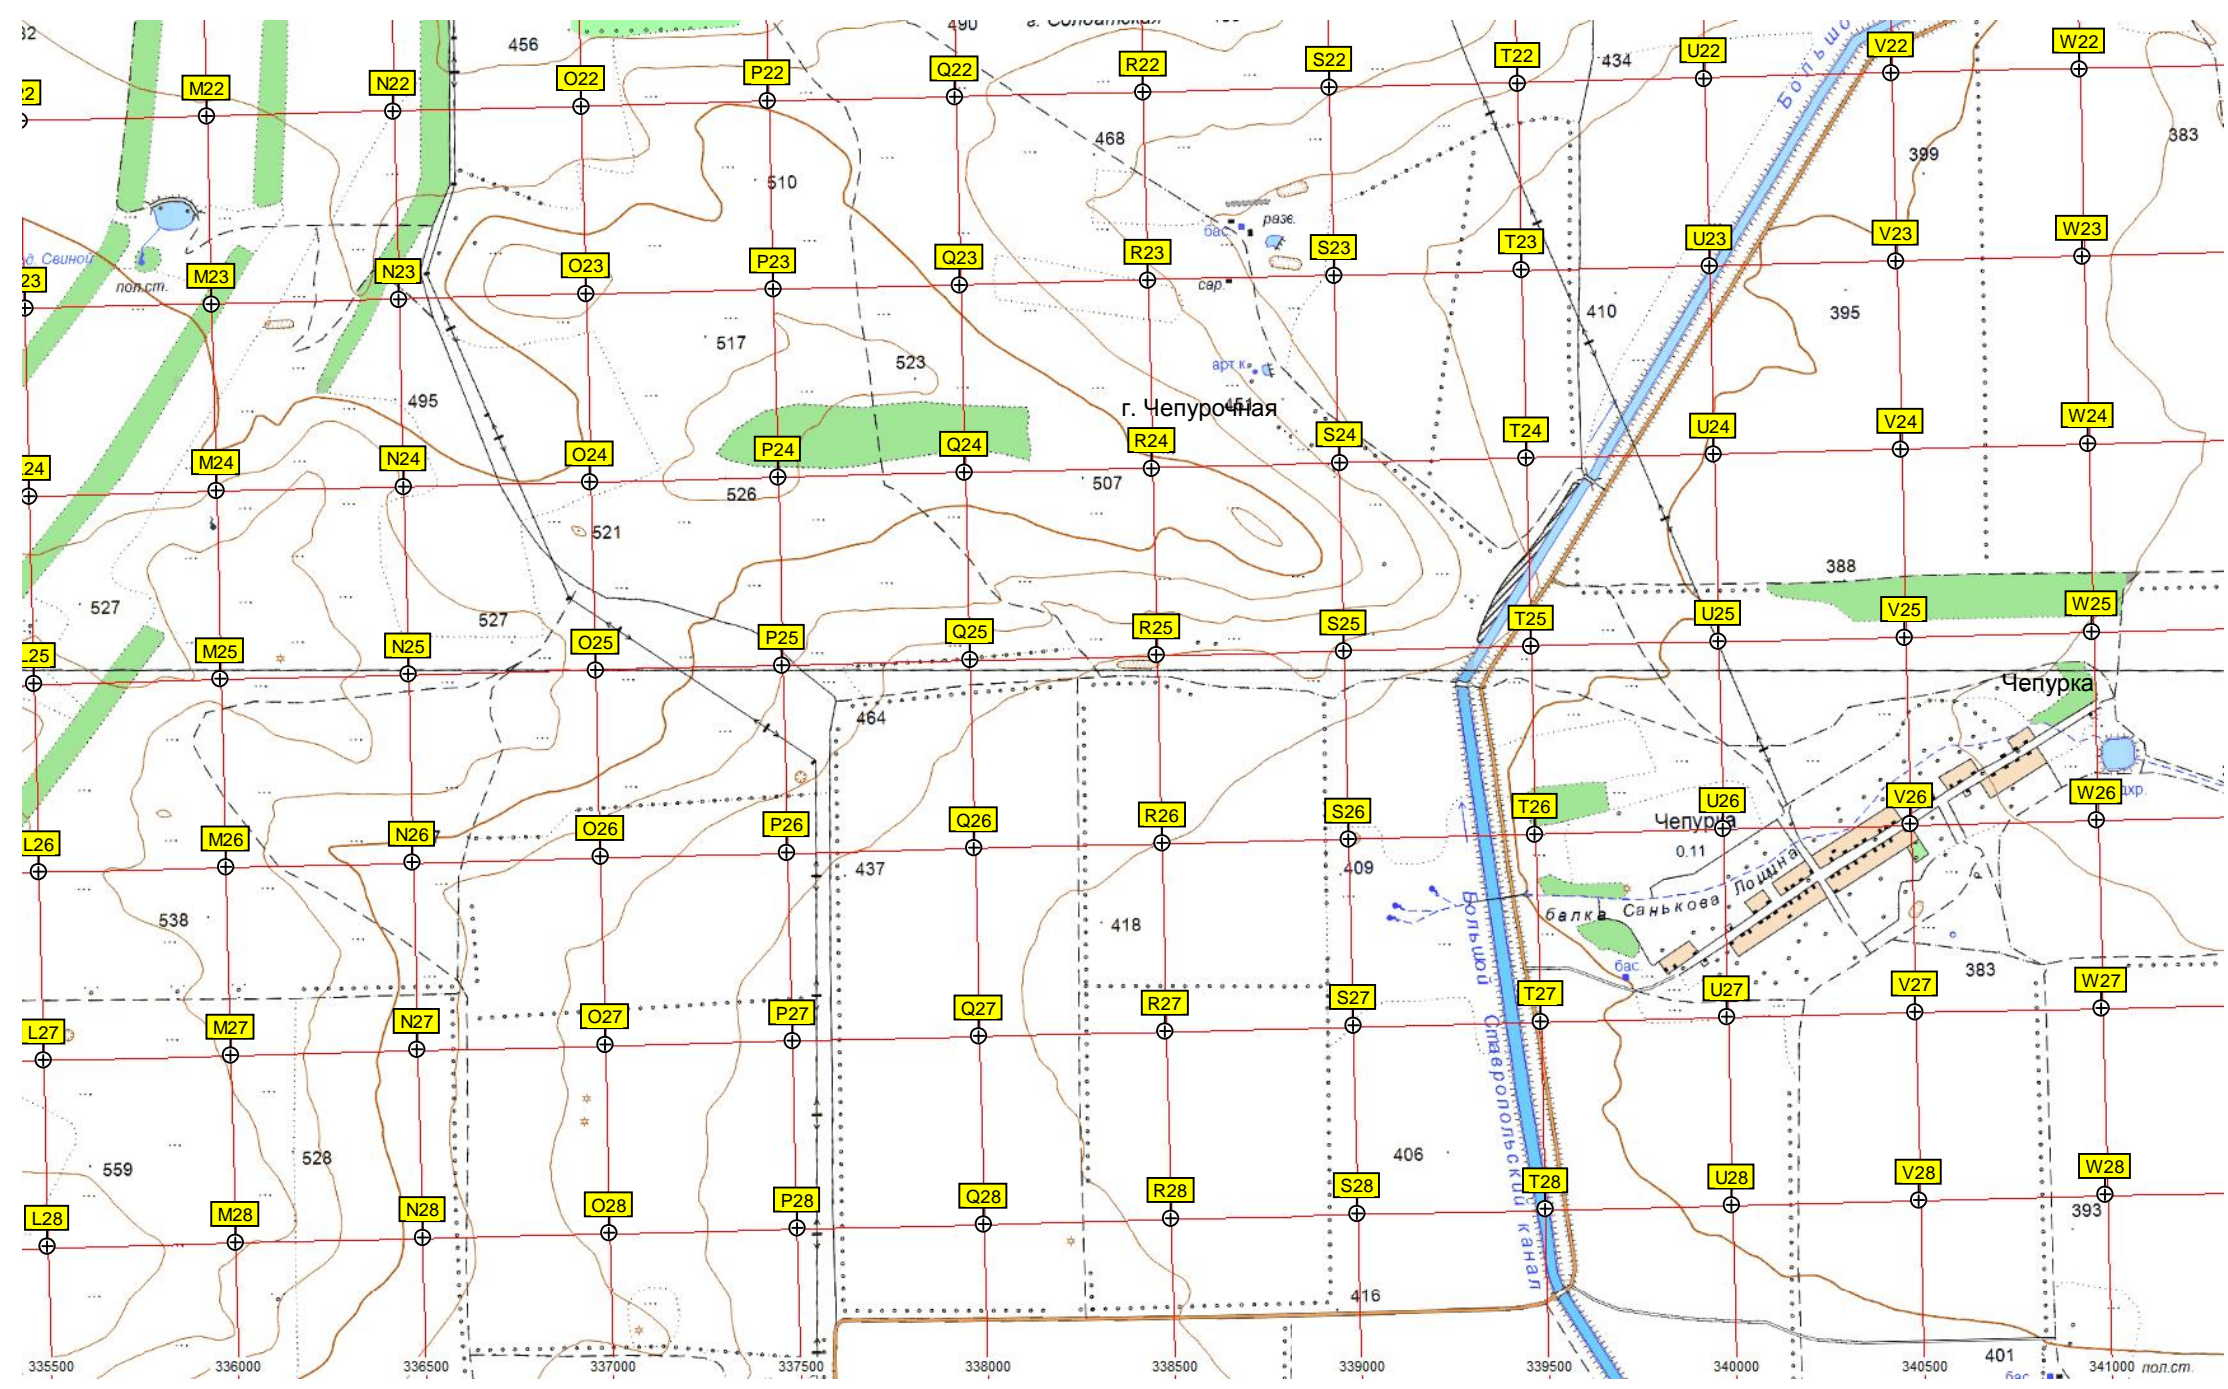 490
456
434
M22 N22 O22 P22 Q22 R22 S22 T22 U22 V22 W22
468
399
383
510
разв.
бас.
д. Свиной
пол.ст.
M23 N23 O23 P23 Q23 R23 S23 T23 U23 V23 W23
сар.
410
395
517
523
арт.к.
495
451
г. Чепурочная
M24 N24 O24 P24 Q24 R24 S24 T24 U24 V24 W24
526
507
521
388
527
527
L25 M25 N25 O25 P25 Q25 R25 S25 T25 U25 V25 W25
Чепурка
464
L26 M26 N26 O26 P26 Q26 R26 S26 T26 U26 V26 W26
Чепурка
0.11
437
409
Лощина
балка Санькова
538
418
бас.
383
Большой Ставропольский канал
L27 M27 N27 O27 P27 Q27 R27 S27 T27 U27 V27 W27
559
528
406
L28 M28 N28 O28 P28 Q28 R28 S28 T28 U28 V28 W28
393
416
401
335500 336000 336500 337000 337500 338000 338500 339000 339500 340000 340500 341000
пол.ст.
бас.